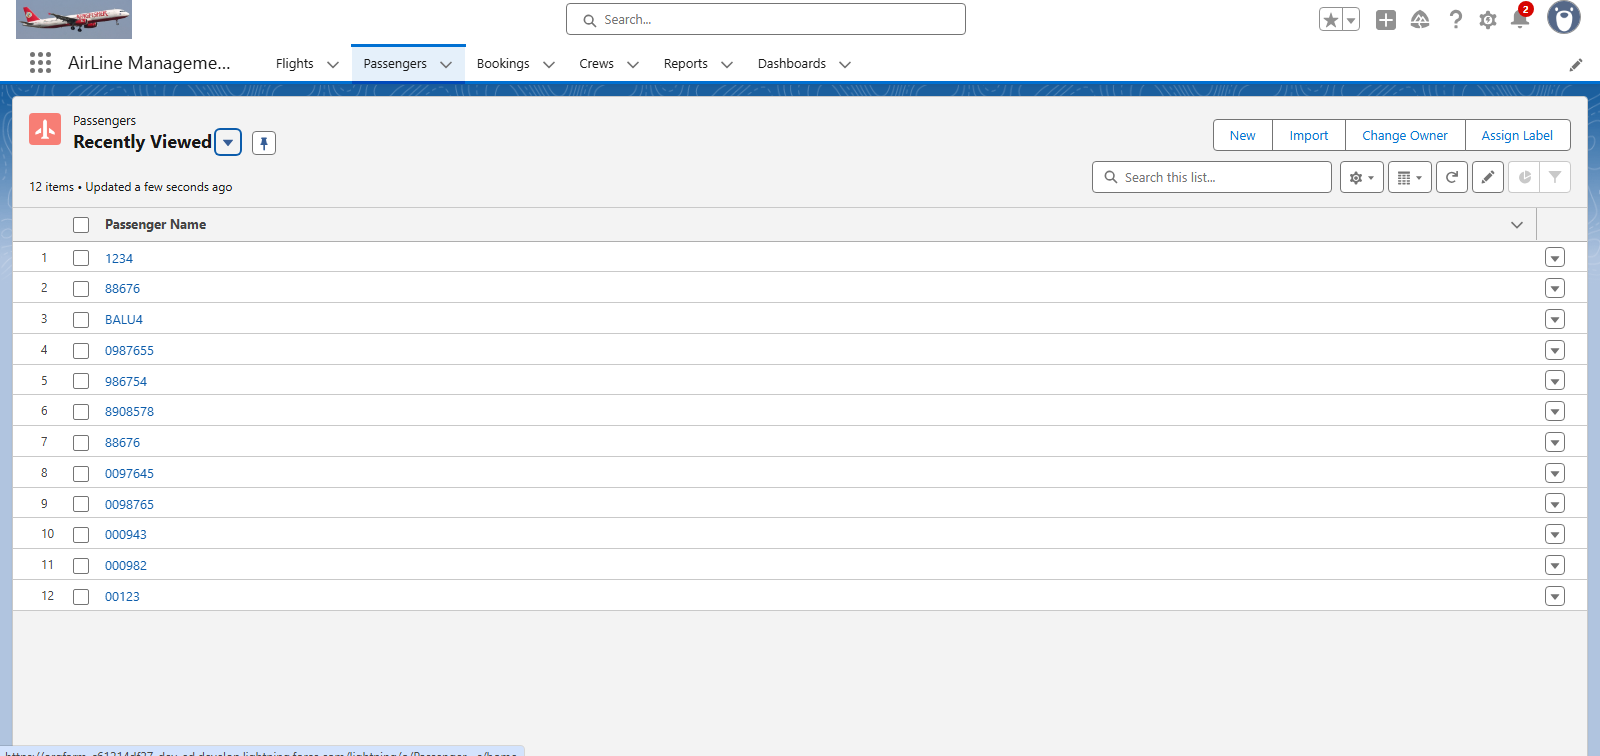 Search...
2
AirLine Manageme...
Flights
Passengers
Bookings
Crews
Reports
Dashboards
Passengers
Recently Viewed
New
Import
Change Owner
Assign Label
12 items • Updated a few seconds ago
Search this list...
Passenger Name
1 1234
2 88676
3 BALU4
4 0987655
5 986754
6 8908578
7 88676
8 0097645
9 0098765
10 000943
11 000982
12 00123